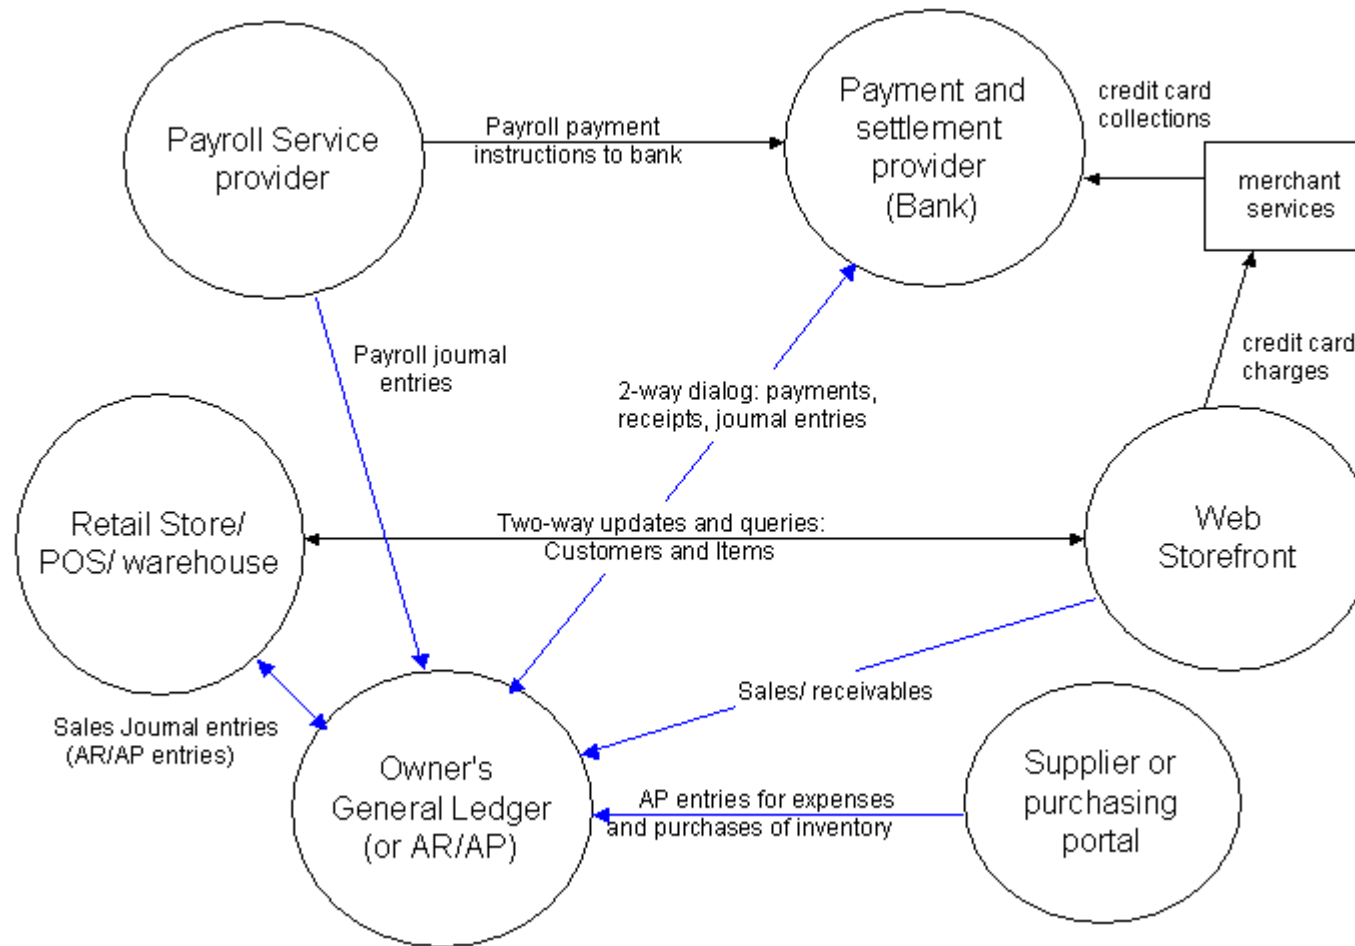 Payroll Service
provider
Payroll payment
instructions to bank
Payment and
settlement
provider
(Bank)
credit card
collections
merchant
services
Payroll journal
entries
2-way dialog: payments,
receipts, journal entries
credit card
charges
Retail Store/
POS/ warehouse
Two-way updates and queries:
Customers and Items
Web
Storefront
Sales Journal entries
(AR/AP entries)
Sales/ receivables
Owner's
General Ledger
(or AR/AP)
AP entries for expenses
and purchases of inventory
Supplier or
purchasing
portal